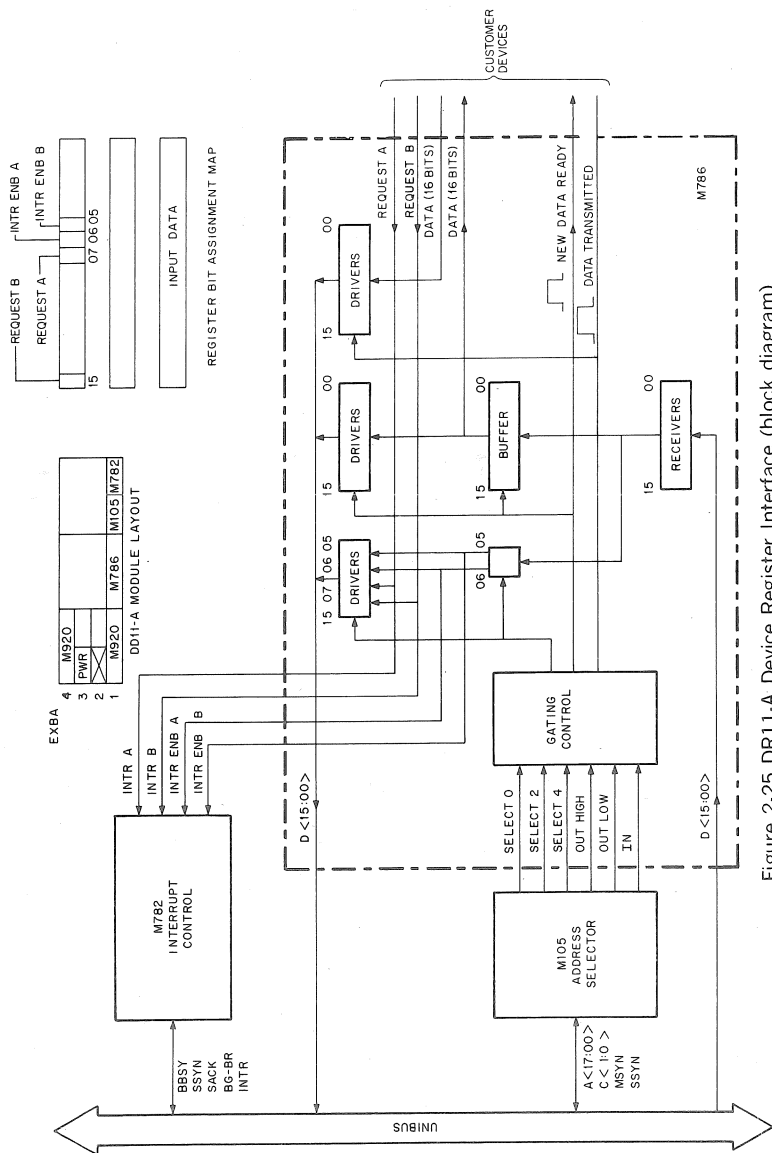 REQUEST B
REQUEST A
INTR ENB A
INTR ENB B
15
07 06 05
INPUT DATA
REGISTER BIT ASSIGNMENT MAP
EXBA
4 M920
3 PWR
2
1 M920 M786 M105 M782
DD11-A MODULE LAYOUT
M782
INTERRUPT
CONTROL
BBSY
SSYN
SACK
BG-BR
INTR
INTR A
INTR B
INTR ENB A
INTR ENB B
D <15:00>
15 07 06 05
DRIVERS
15 00
DRIVERS
15 00
DRIVERS
REQUEST A
REQUEST B
DATA (16 BITS)
DATA (16 BITS)
CUSTOMER
DEVICES
06 05
15 00
BUFFER
NEW DATA READY
DATA TRANSMITTED
M105
ADDRESS
SELECTOR
A<17:00>
C< 1:0 >
MSYN
SSYN
SELECT 0
SELECT 2
SELECT 4
OUT HIGH
OUT LOW
IN
GATING
CONTROL
15 00
RECEIVERS
D <15:00>
M786
UNIBUS
Figure 2-25 DR11-A Device Register Interface (block diagram)